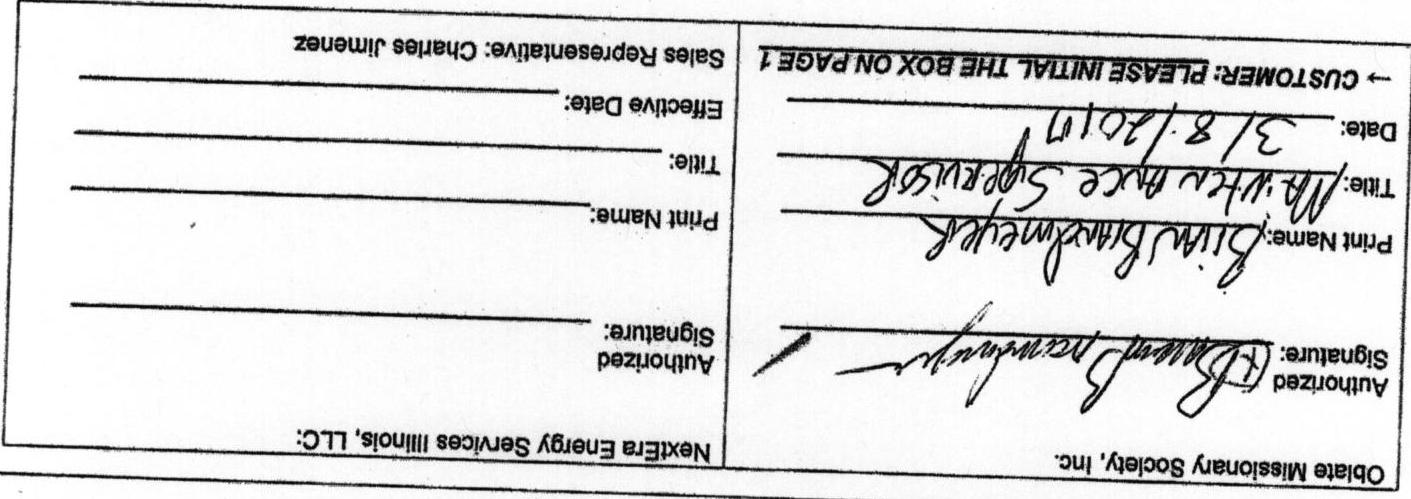 Oblate Missionary Society, Inc.
Authorized
Signature:
Print Name: Brian Brandmeyer
Title: Maintenance Supervisor
Date: 3/8/2017
→ CUSTOMER: PLEASE INITIAL THE BOX ON PAGE 1
NextEra Energy Services Illinois, LLC:
Authorized
Signature:
Print Name:
Title:
Effective Date:
Sales Representative: Charles Jimenez